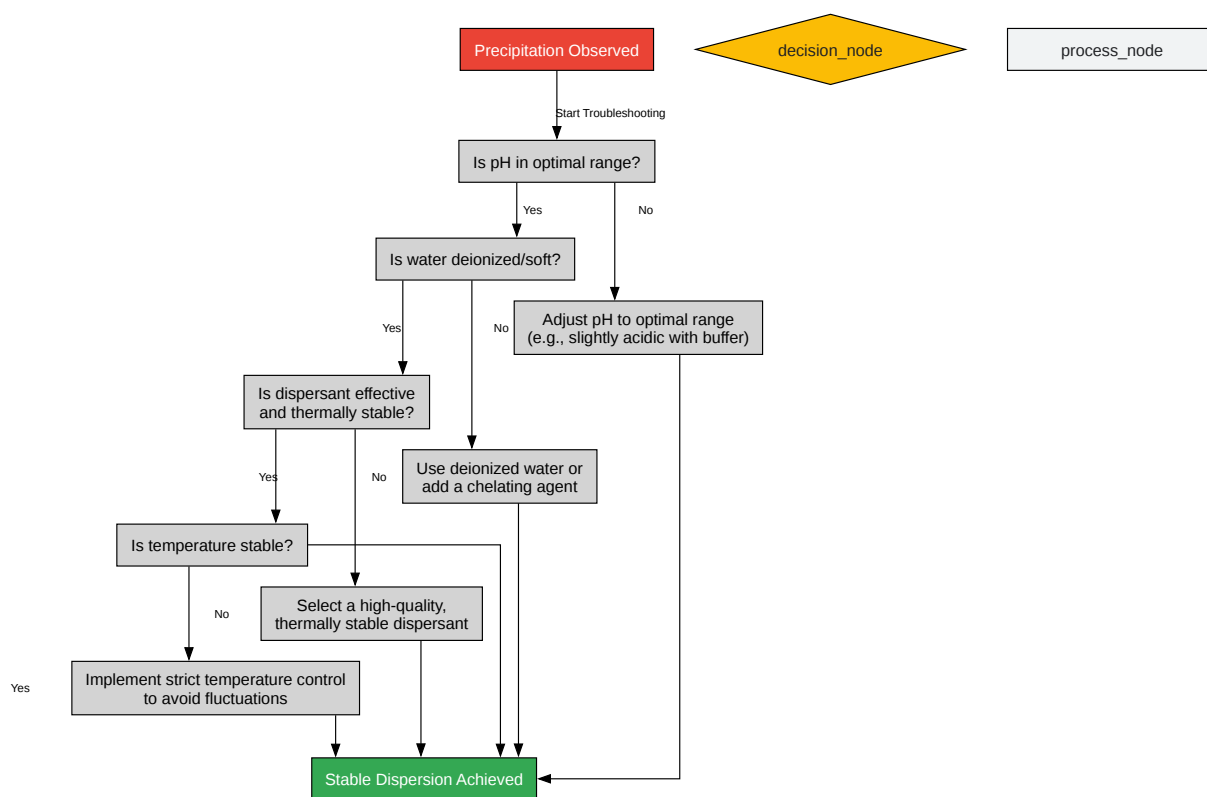 Precipitation Observed
decision_node
process_node
Start Troubleshooting
Is pH in optimal range?
Yes
No
Is water deionized/soft?
Yes
No
Adjust pH to optimal range
(e.g., slightly acidic with buffer)
Is dispersant effective
and thermally stable?
Yes
No
Use deionized water or
add a chelating agent
Is temperature stable?
No
Select a high-quality,
thermally stable dispersant
Yes
Implement strict temperature control
to avoid fluctuations
Stable Dispersion Achieved